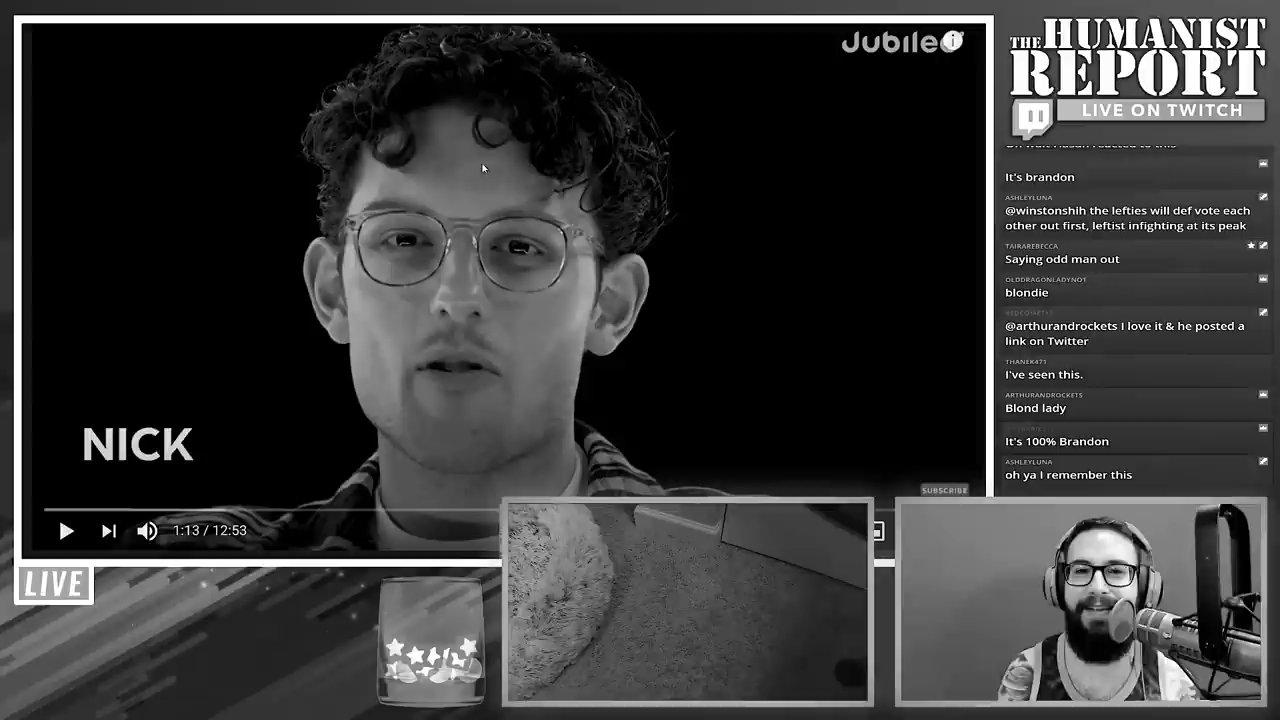 Jubilee
THE HUMANIST
REPORT
LIVE ON TWITCH
It's brandon
ASHLEYLUNA
@winstonshih the lefties will def vote each
other out first, leftist infighting at its peak
TAIRAREBECCA
Saying odd man out
OLDDRAGONLADYNO1
blondie
@arthurandrockets I love it & he posted a
link on Twitter
THANEK471
I've seen this.
ARTHURANDROCKETS
Blond lady
It's 100% Brandon
ASHLEYLUNA
oh ya I remember this
NICK
SUBSCRIBE
1:13 / 12:53
LIVE